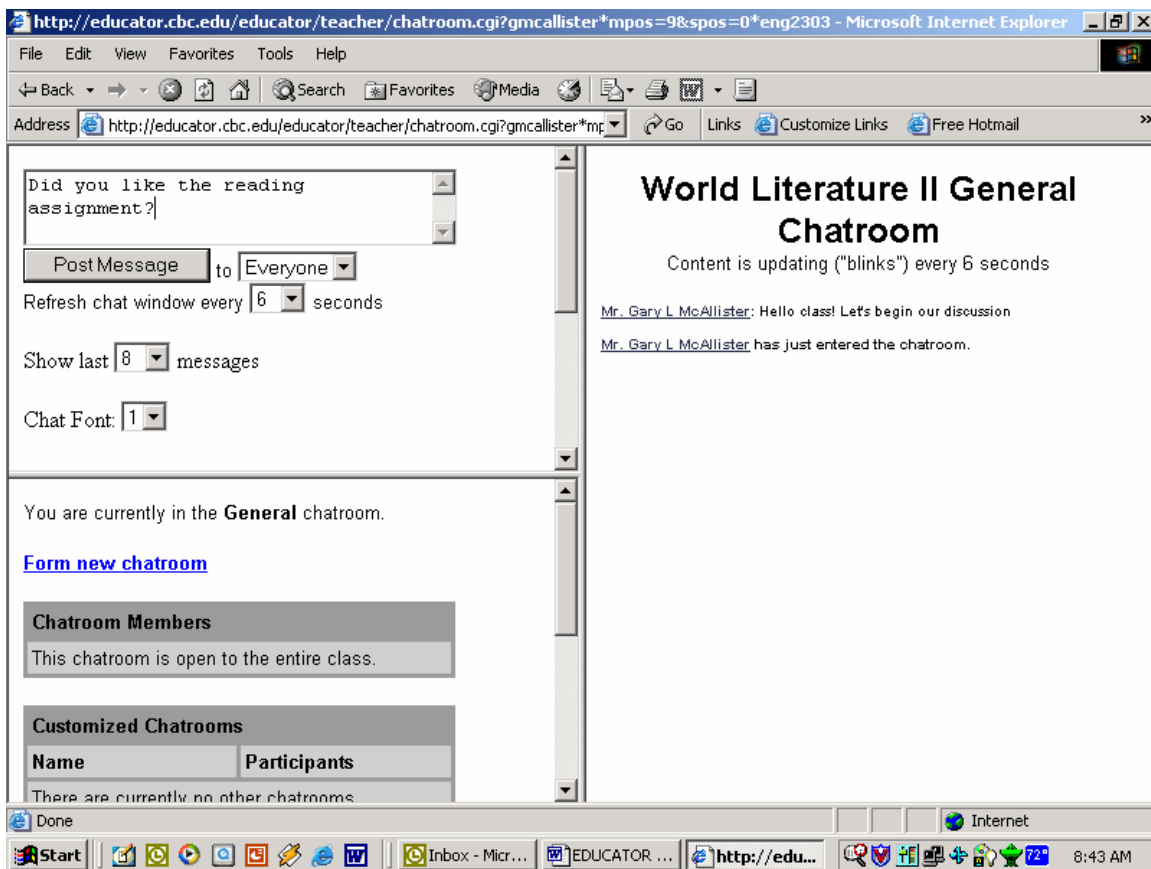 http://educator.cbc.edu/educator/teacher/chatroom.cgi?gmcallister*mpos=9&spos=0*eng2303 - Microsoft Internet Explorer
File Edit View Favorites Tools Help
Back Search Favorites Media
Address http://educator.cbc.edu/educator/teacher/chatroom.cgi?gmcallister*mp Go Links Customize Links Free Hotmail »
Did you like the reading
assignment?
Post Message to Everyone
Refresh chat window every 6 seconds
Show last 8 messages
Chat Font: 1
You are currently in the General chatroom.
Form new chatroom
Chatroom Members
This chatroom is open to the entire class.
Customized Chatrooms
Name Participants
There are currently no other chatrooms
World Literature II General
Chatroom
Content is updating ("blinks") every 6 seconds
Mr. Gary L McAllister: Hello class! Let's begin our discussion
Mr. Gary L McAllister has just entered the chatroom.
Done Internet
Start Inbox - Micr... EDUCATOR ... http://edu... 72° 8:43 AM